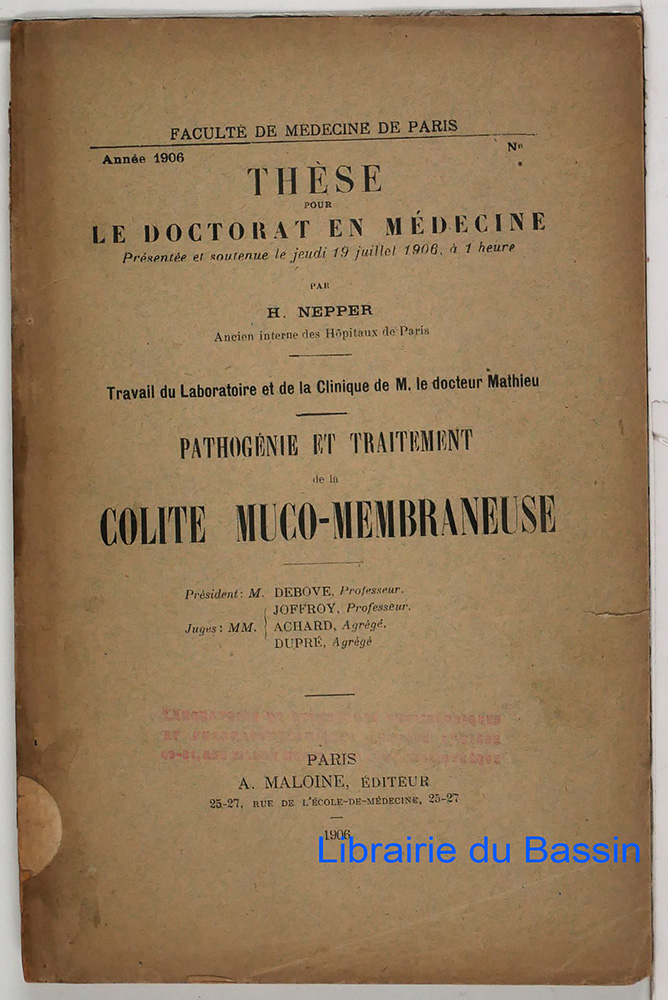 FACULTÉ DE MEDECINE DE PARIS
Année 1906
Nº
THÈSE
POUR
LE DOCTORAT EN MÉDECINE
Présentée et soutenue le jeudi 19 juillet 1906, à 1 heure
PAR
H. NEPPER
Ancien interne des Hôpitaux de Paris
Travail du Laboratoire et de la Clinique de M. le docteur Mathieu
PATHOGÉNIE ET TRAITEMENT
de la
COLITE MUCO-MEMBRANEUSE
Président : M. DEBOVE, Professeur.
JOFFROY, Professeur.
Juges : MM. ACHARD, Agrégé.
DUPRÉ, Agrégé
PARIS
A. MALOINE, ÉDITEUR
25-27, RUE DE L'ÉCOLE-DE-MÉDECINE, 25-27
1906
Librairie du Bassin